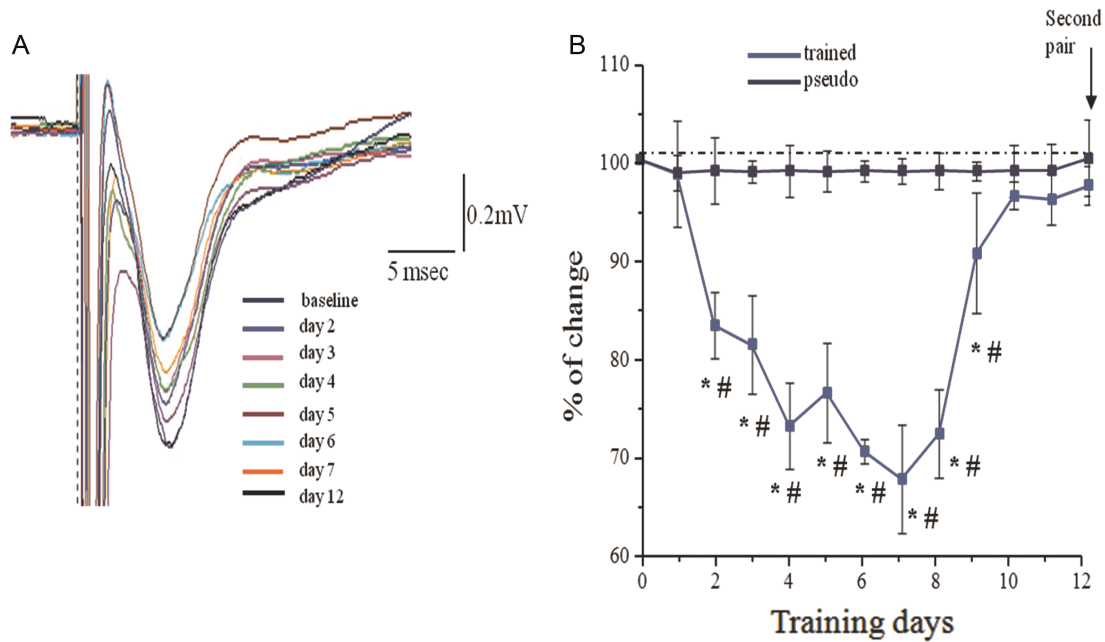 A
0.2mV
5 msec
baseline
day 2
day 3
day 4
day 5
day 6
day 7
day 12
B
Second
pair
trained
pseudo
110
100
90
80
70
60
% of change
* #
* #
* #
* #
* #
* #
* #
* #
0 2 4 6 8 10 12
Training days